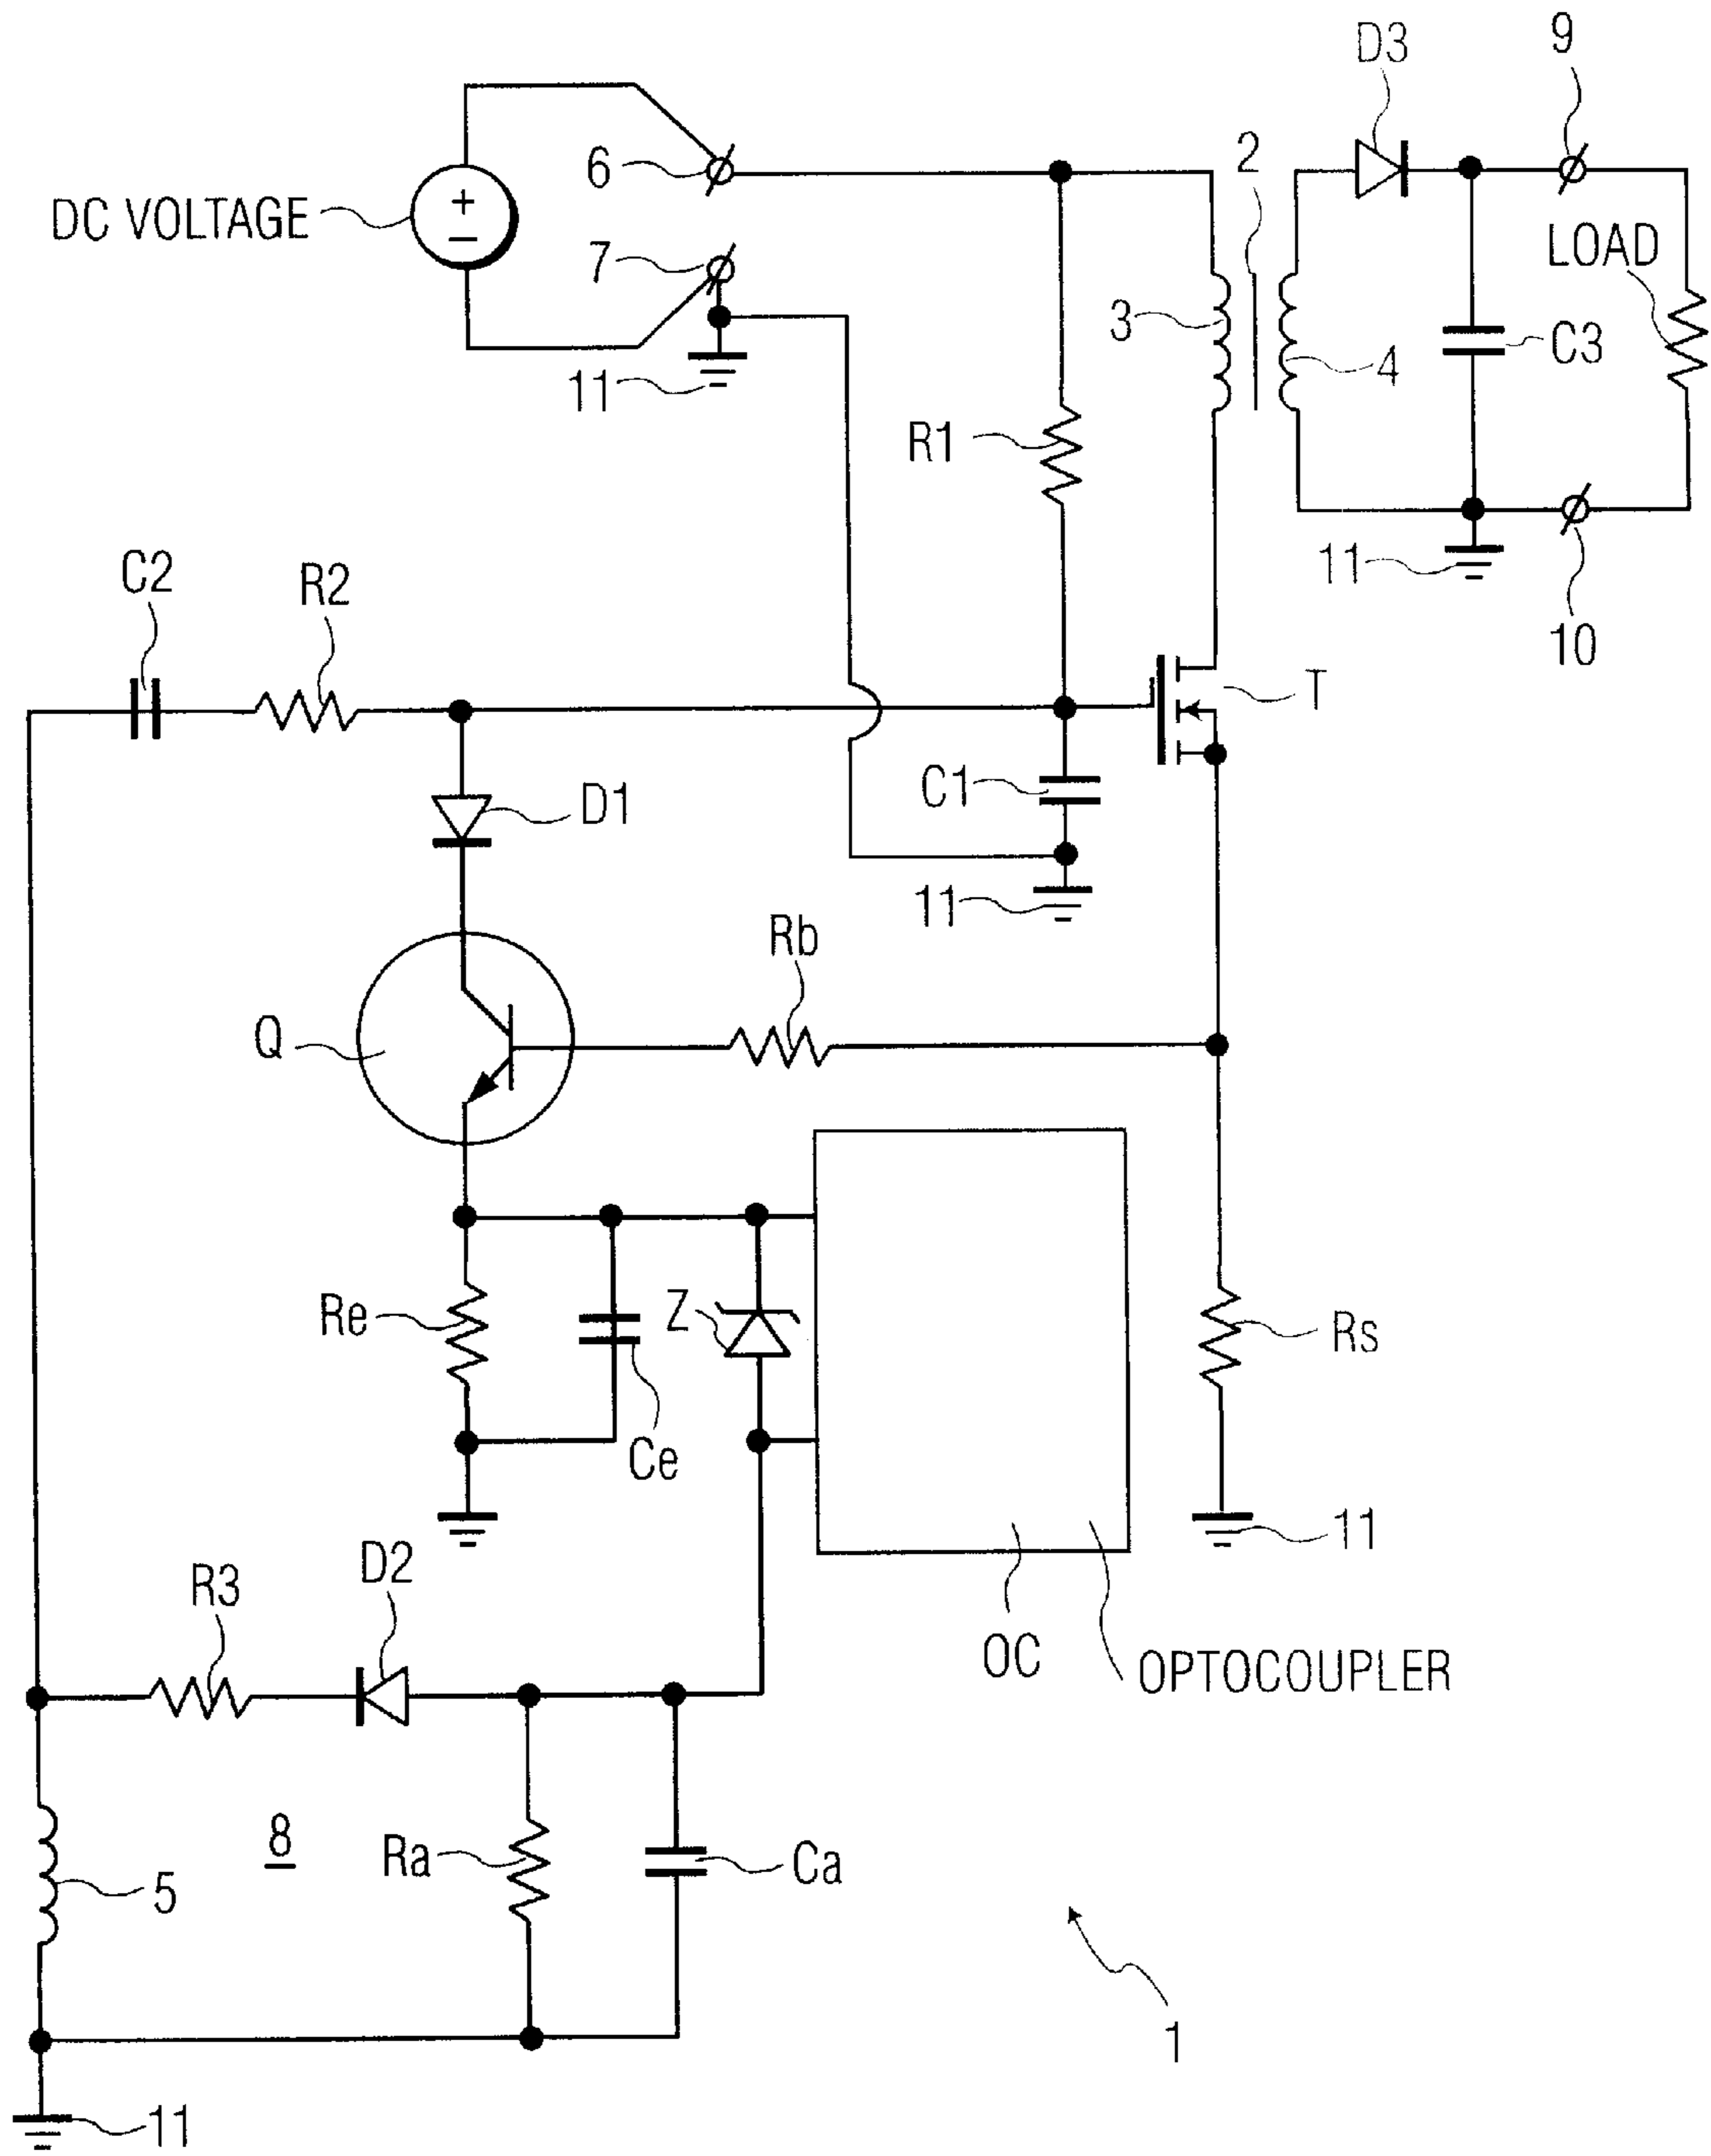 D3
9
2
6
+
DC VOLTAGE
−
7
LOAD
3
C3
4
11
R1
11
C2
R2
10
T
C1
D1
11
Rb
Q
Z
Re
Rs
Ce
11
D2
R3
OC
OPTOCOUPLER
8
Ra
Ca
5
1
11